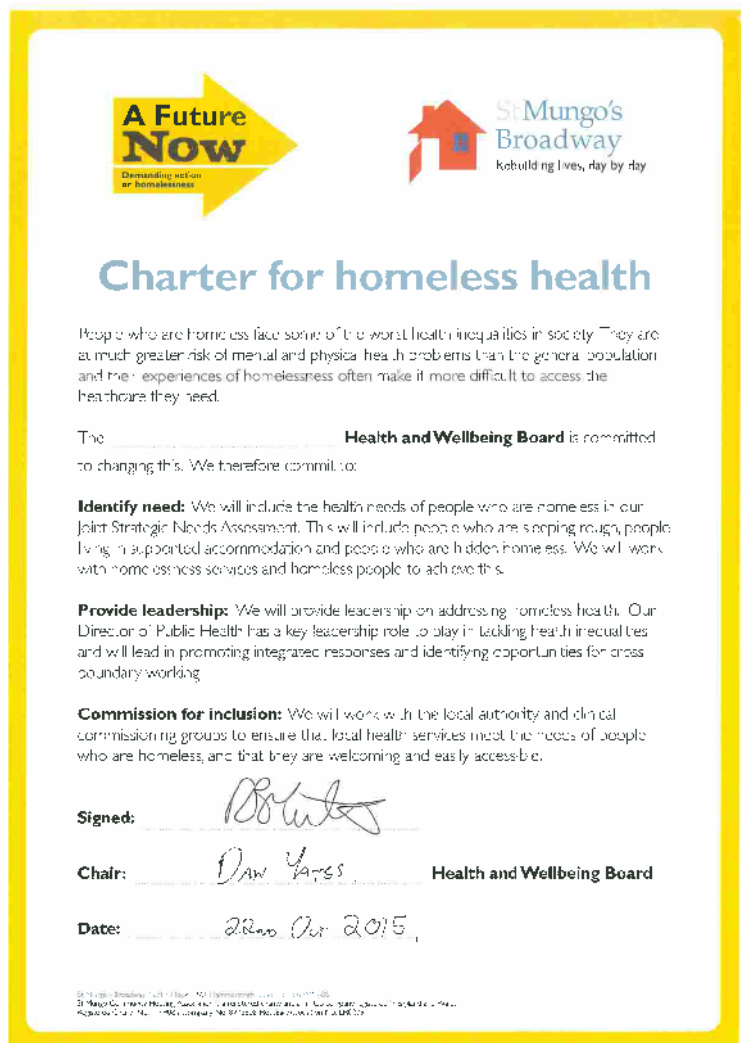 A Future
Now
Demanding action
on homelessness
St Mungo's
Broadway
Rebuilding lives, day by day
Charter for homeless health
People who are homeless face some of the worst health inequalities in society. They are
at much greater risk of mental and physical health problems than the general population
and their experiences of homelessness often make it more difficult to access the
healthcare they need.
The Health and Wellbeing Board is committed
to changing this. We therefore commit to:
Identify need: We will include the health needs of people who are homeless in our
Joint Strategic Needs Assessment. This will include people who are sleeping rough, people
living in supported accommodation and people who are hidden homeless. We will work
with homelessness services and homeless people to achieve this.
Provide leadership: We will provide leadership on addressing homeless health. Our
Director of Public Health has a key leadership role to play in tackling health inequalities
and will lead in promoting integrated responses and identifying opportunities for cross
boundary working
Commission for inclusion: We will work with the local authority and clinical
commissioning groups to ensure that local health services meet the needs of people
who are homeless, and that they are welcoming and easily accessible.
Signed:
Chair: Yates Health and Wellbeing Board
Date: 22nd Oct 2015